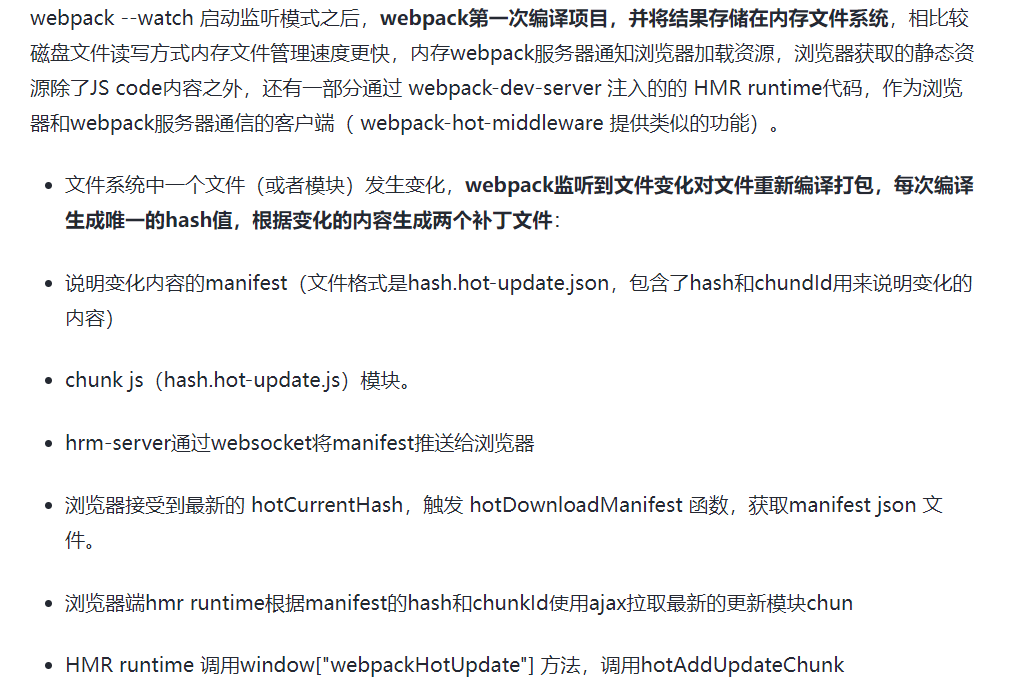 webpack --watch 启动监听模式之后，webpack第一次编译项目，并将结果存储在内存文件系统，相比较
磁盘文件读写方式内存文件管理速度更快，内存webpack服务器通知浏览器加载资源，浏览器获取的静态资
源除了JS code内容之外，还有一部分通过 webpack-dev-server 注入的的 HMR runtime代码，作为浏览
器和webpack服务器通信的客户端（ webpack-hot-middleware 提供类似的功能）。
• 文件系统中一个文件（或者模块）发生变化，webpack监听到文件变化对文件重新编译打包，每次编译
生成唯一的hash值，根据变化的内容生成两个补丁文件：
• 说明变化内容的manifest（文件格式是hash.hot-update.json，包含了hash和chundId用来说明变化的
内容）
• chunk js（hash.hot-update.js）模块。
• hrm-server通过websocket将manifest推送给浏览器
• 浏览器接受到最新的 hotCurrentHash，触发 hotDownloadManifest 函数，获取manifest json 文
件。
• 浏览器端hmr runtime根据manifest的hash和chunkId使用ajax拉取最新的更新模块chun
• HMR runtime 调用window["webpackHotUpdate"] 方法，调用hotAddUpdateChunk